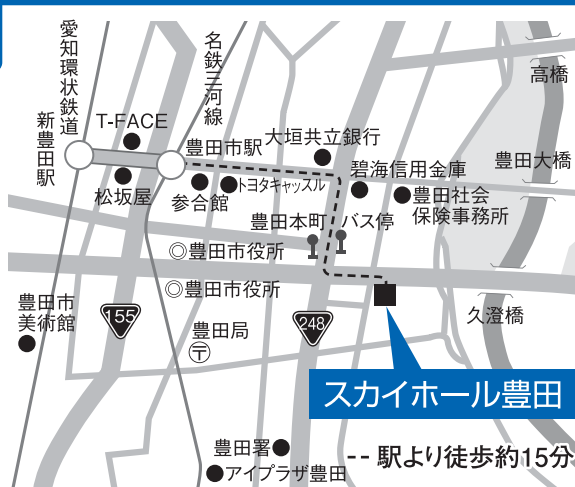 愛知環状鉄道
新豊田駅
名鉄三河線
T-FACE
松坂屋
豊田市駅
参合館
トヨタキャッスル
大垣共立銀行
碧海信用金庫
豊田社会
保険事務所
高橋
豊田大橋
豊田本町
バス停
◎豊田市役所
◎豊田市役所
久澄橋
豊田市
美術館
155
248
豊田局
〒
スカイホール豊田
-- 駅より徒歩約15分
豊田署
アイプラザ豊田